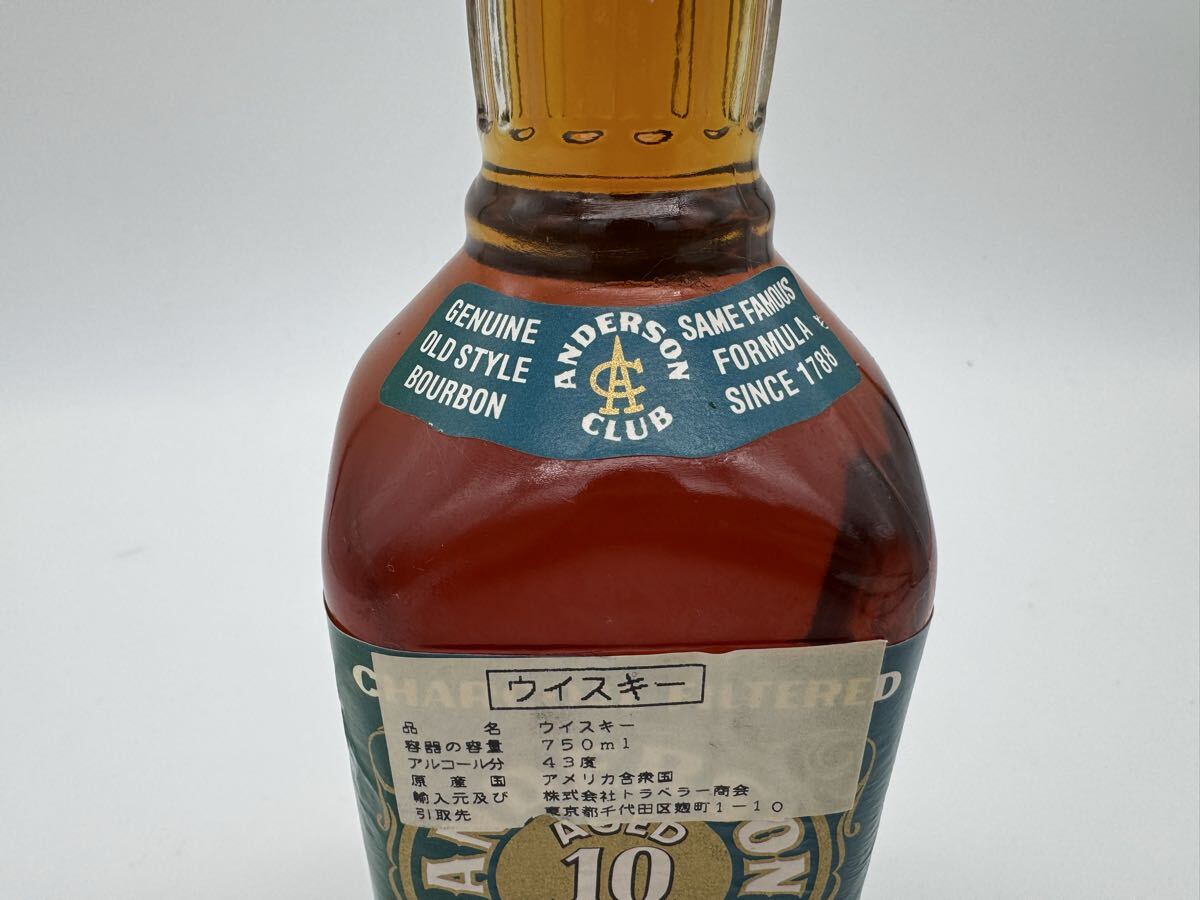 GENUINE
OLD STYLE
BOURBON
ANDERSON
CLUB
SAME FAMOUS
FORMULA
SINCE 1788
ウイスキー
品名 ウイスキー
容器の容量 750ml
アルコール分 43度
原産国 アメリカ合衆国
輸入元及び 株式会社トラベラー商会
引取先 東京都千代田区麹町1-10
AGED
10